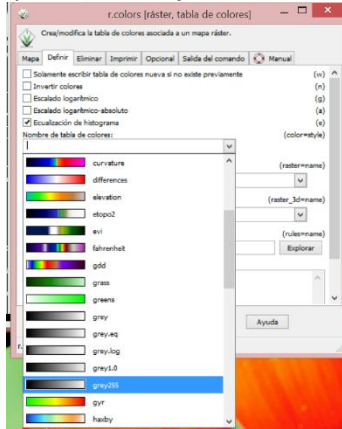 r.colors [ráster, tabla de colores]
Crea/modifica la tabla de colores asociada a un mapa ráster.
Mapa Definir Eliminar Imprimir Opcional Salida del comando Manual
Solamente escribir tabla de colores nueva si no existe previamente (w)
Invertir colores (n)
Escalado logarítmico (g)
Escalado logarítmico-absoluto (a)
Ecualización de histograma (e)
Nombre de tabla de colores: (color=style)
curvature
(raster=name)
differences
elevation
(raster_3d=name)
etopo2
evi
(rules=name)
fahrenheit
Explorar
gdd
grass
greens
grey
Ayuda
grey.eq
grey.log
r.
grey1.0
grey255
gyr
haxby